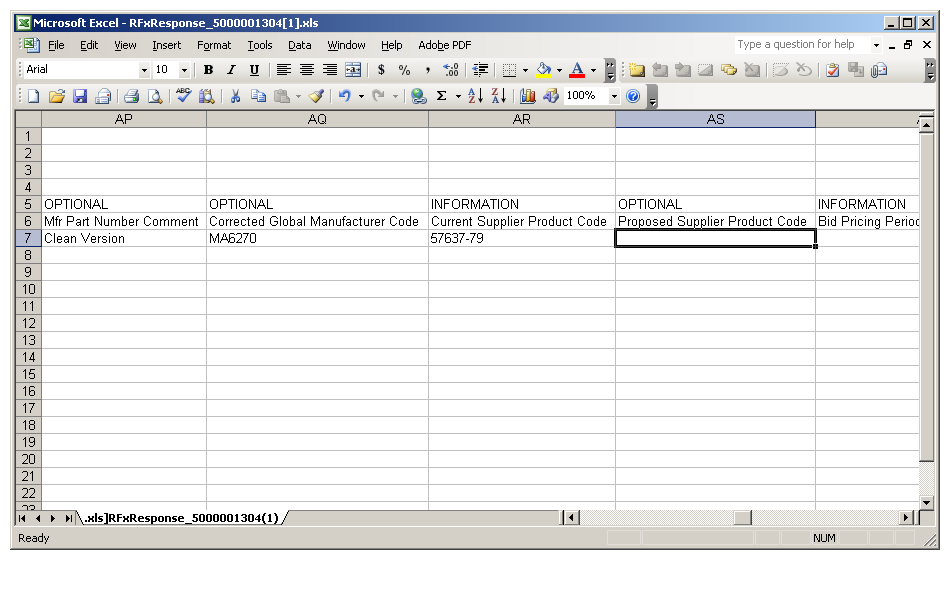 Microsoft Excel - RFxResponse_5000001304[1].xls
File Edit View Insert Format Tools Data Window Help Adobe PDF Type a question for help
Arial 10 B I U $ % ,
ABC Σ A Z Z A 100% ?
AP AQ AR AS
1
2
3
4
5 OPTIONAL OPTIONAL INFORMATION OPTIONAL INFORMATION
6 Mfr Part Number Comment Corrected Global Manufacturer Code Current Supplier Product Code Proposed Supplier Product Code Bid Pricing Perioc
7 Clean Version MA6270 57637-79
8
9
10
11
12
13
14
15
16
17
18
19
20
21
22
23
.xls]RFxResponse_5000001304(1)
Ready NUM